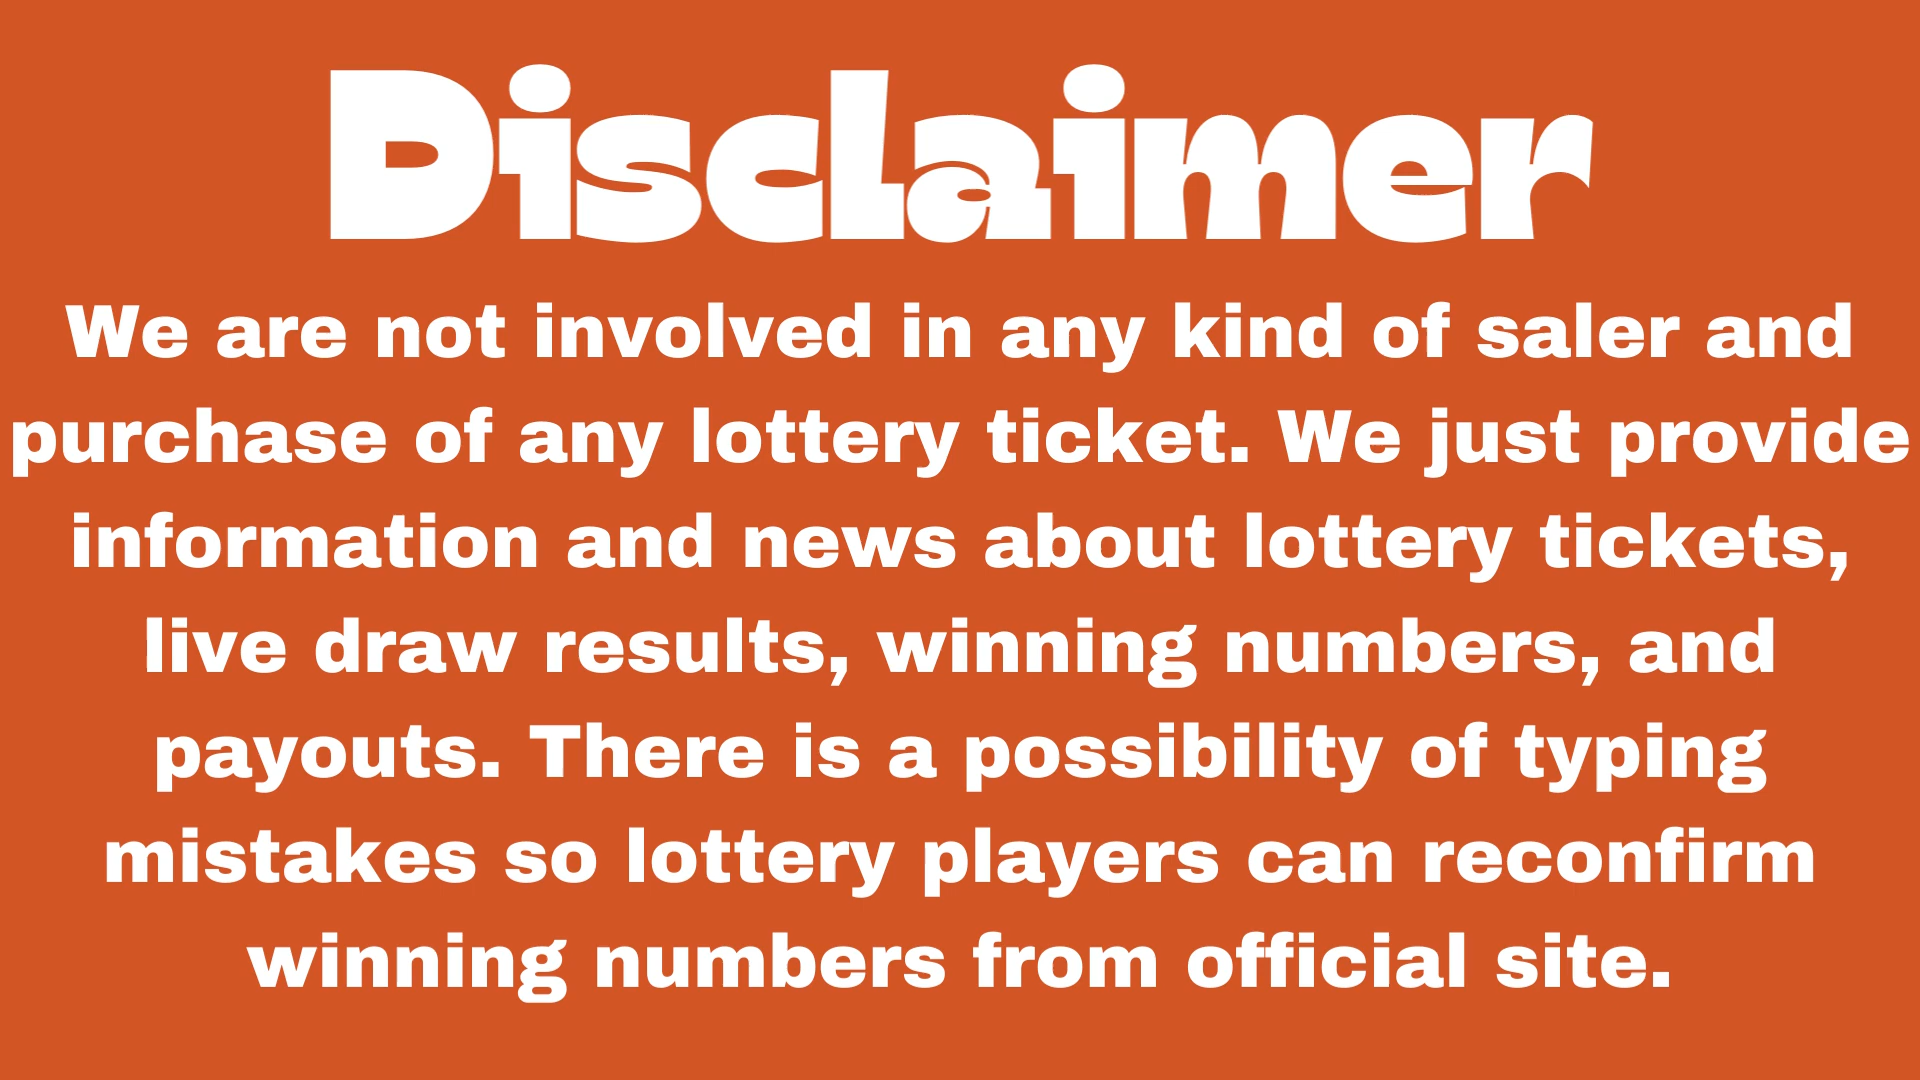 Disclaimer
We are not involved in any kind of saler and
purchase of any lottery ticket. We just provide
information and news about lottery tickets,
live draw results, winning numbers, and
payouts. There is a possibility of typing
mistakes so lottery players can reconfirm
winning numbers from official site.